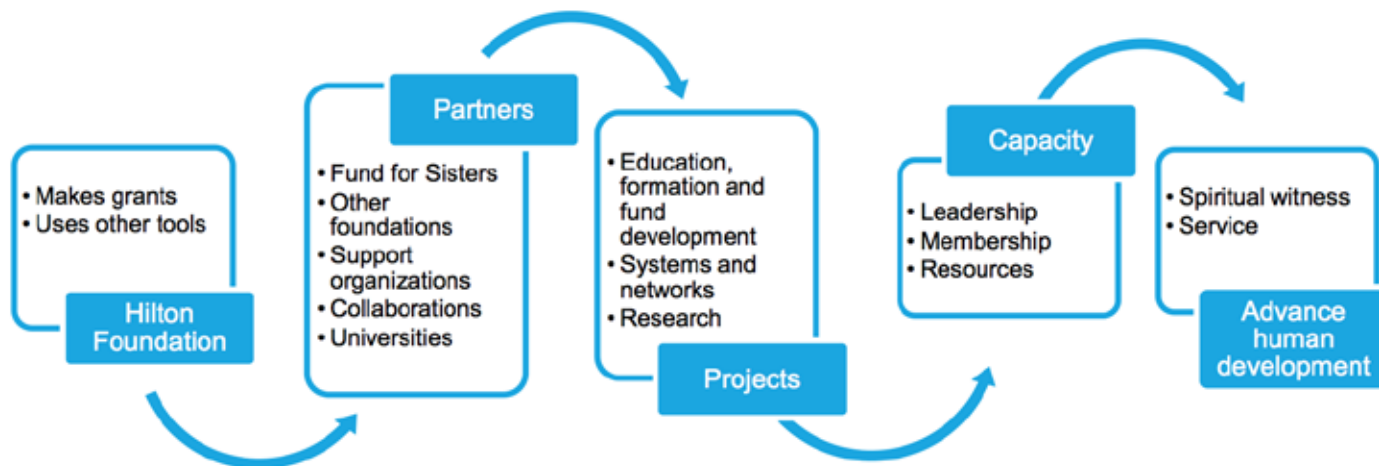 • Makes grants
• Uses other tools
Hilton
Foundation
Partners
• Fund for Sisters
• Other
foundations
• Support
organizations
• Collaborations
• Universities
• Education,
formation and
fund
development
• Systems and
networks
• Research
Projects
Capacity
• Leadership
• Membership
• Resources
• Spiritual witness
• Service
Advance
human
development